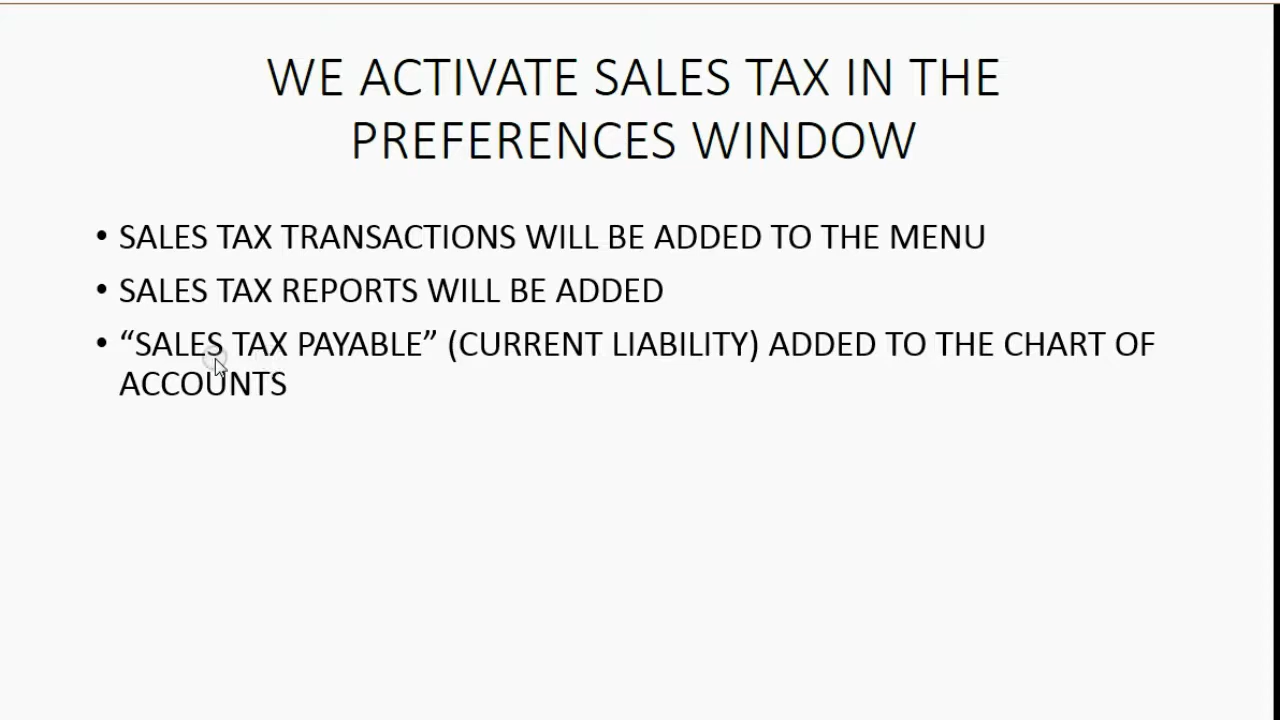 WE ACTIVATE SALES TAX IN THE
PREFERENCES WINDOW
• SALES TAX TRANSACTIONS WILL BE ADDED TO THE MENU
• SALES TAX REPORTS WILL BE ADDED
• “SALES TAX PAYABLE” (CURRENT LIABILITY) ADDED TO THE CHART OF
ACCOUNTS